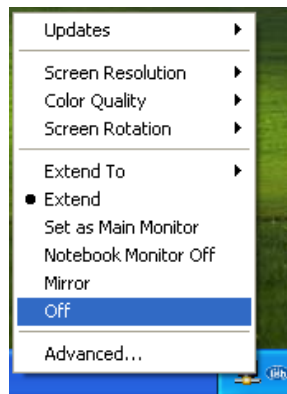 Updates
Screen Resolution
Color Quality
Screen Rotation
Extend To
Extend
Set as Main Monitor
Notebook Monitor Off
Mirror
Off
Advanced...